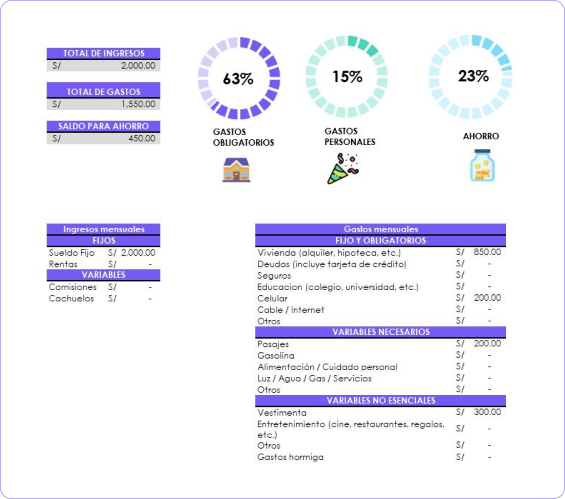 TOTAL DE INGRESOS
S/ 2,000.00
TOTAL DE GASTOS
S/ 1,550.00
SALDO PARA AHORRO
S/ 450.00
63%
GASTOS
OBLIGATORIOS
15%
GASTOS
PERSONALES
23%
AHORRO
Ingresos mensuales
FIJOS
Sueldo Fijo S/ 2,000.00
Rentas S/ -
VARIABLES
Comisiones S/ -
Cachuelos S/ -
Gastos mensuales
FIJO Y OBLIGATORIOS
Vivienda (alquiler, hipoteca, etc.) S/ 850.00
Deudas (incluye tarjeta de crédito) S/ -
Seguros S/ -
Educacion (colegio, universidad, etc.) S/ -
Celular S/ 200.00
Cable / Internet S/ -
Otros S/ -
VARIABLES NECESARIOS
Pasajes S/ 200.00
Gasolina S/ -
Alimentación / Cuidado personal S/ -
Luz / Agua / Gas / Servicios S/ -
Otros S/ -
VARIABLES NO ESENCIALES
Vestimenta S/ 300.00
Entretenimiento (cine, restaurantes, regalos,
etc.) S/ -
Otros S/ -
Gastos hormiga S/ -